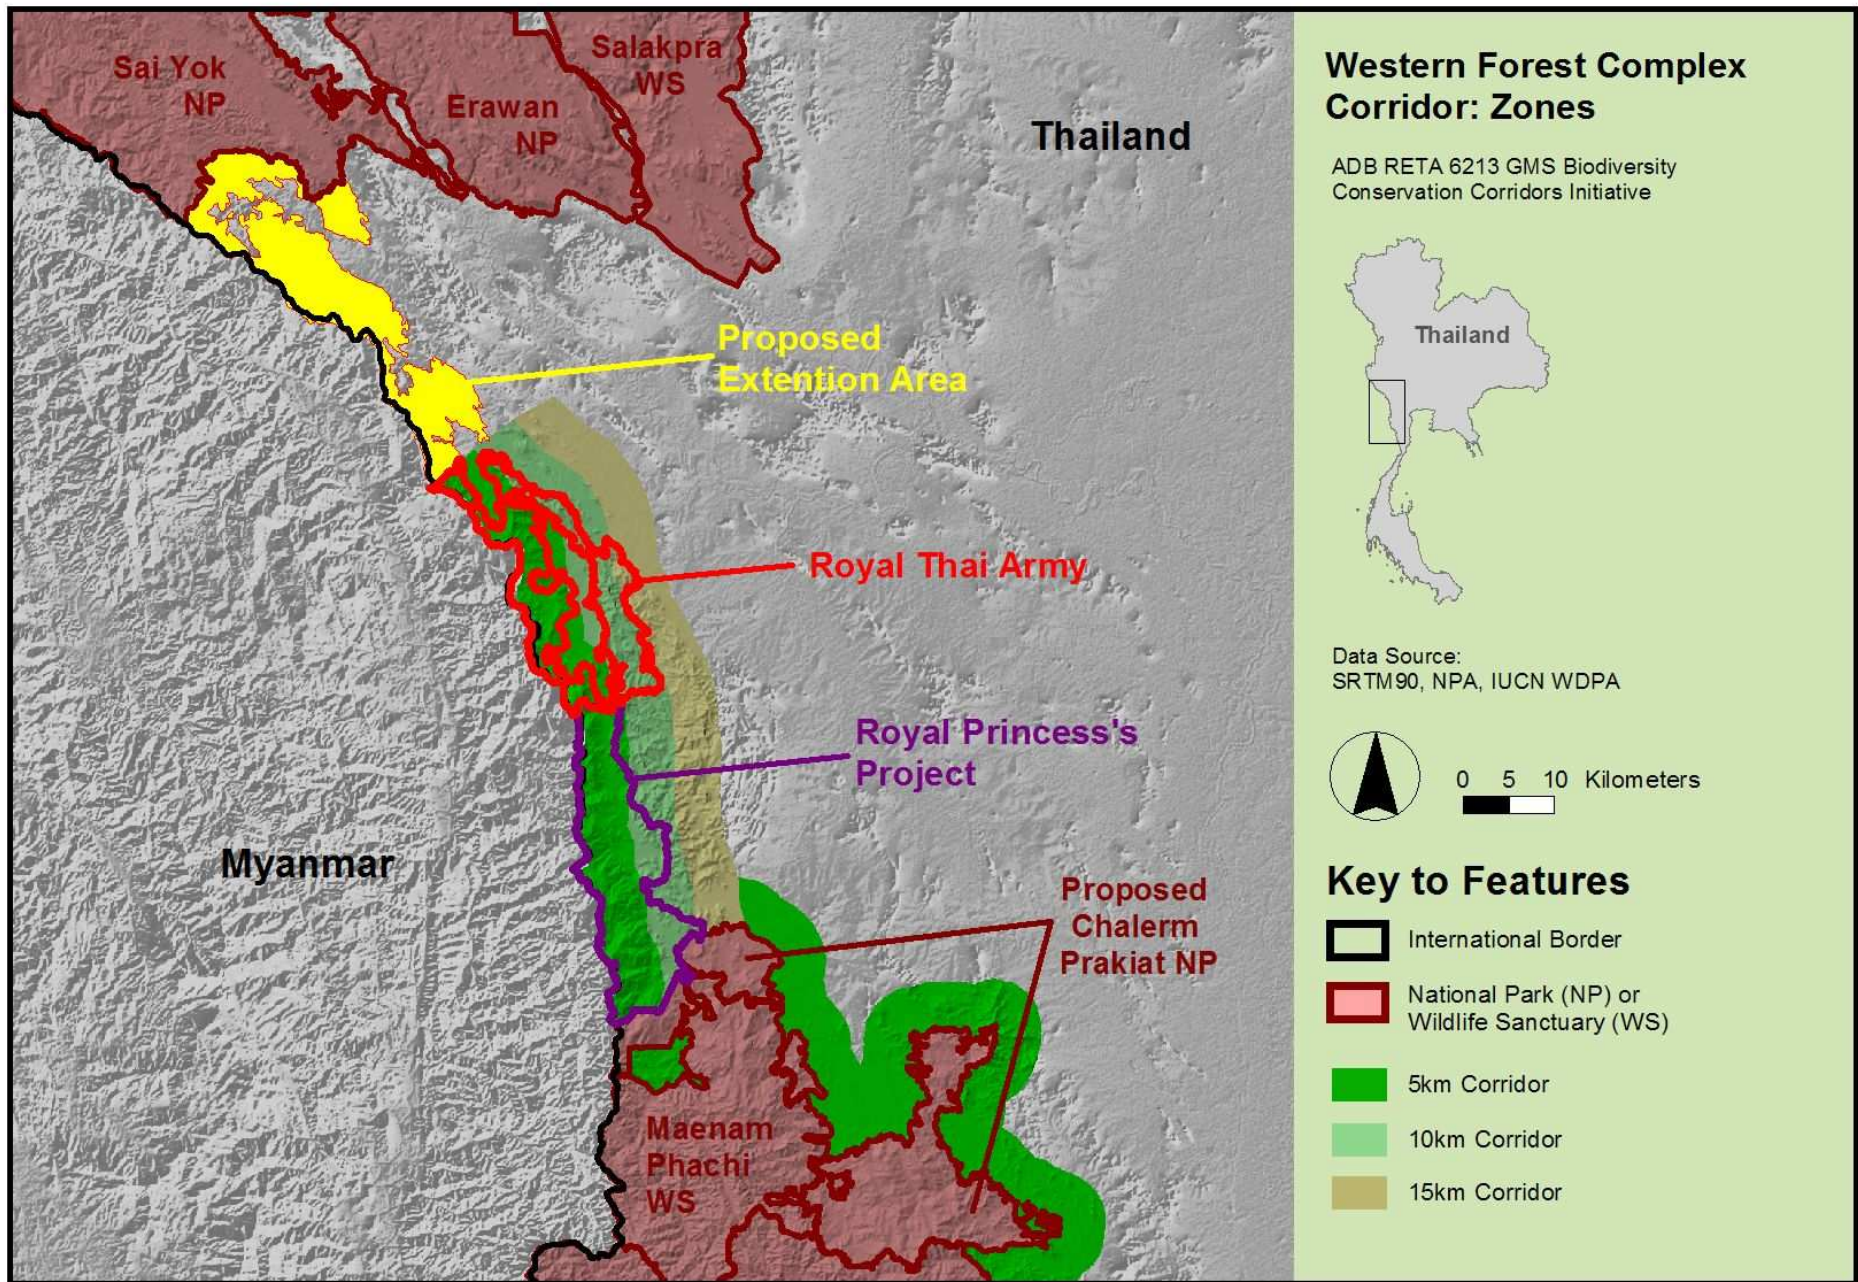 Sai Yok
NP
Erawan
NP
Salakpra
WS
Thailand
Proposed
Extention Area
Royal Thai Army
Royal Princess's
Project
Myanmar
Proposed
Chalerm
Prakiat NP
Maenam
Phachi
WS
Western Forest Complex
Corridor: Zones
ADB RETA 6213 GMS Biodiversity
Conservation Corridors Initiative
Thailand
Data Source:
SRTM90, NPA, IUCN WDPA
0 5 10 Kilometers
Key to Features
International Border
National Park (NP) or
Wildlife Sanctuary (WS)
5km Corridor
10km Corridor
15km Corridor